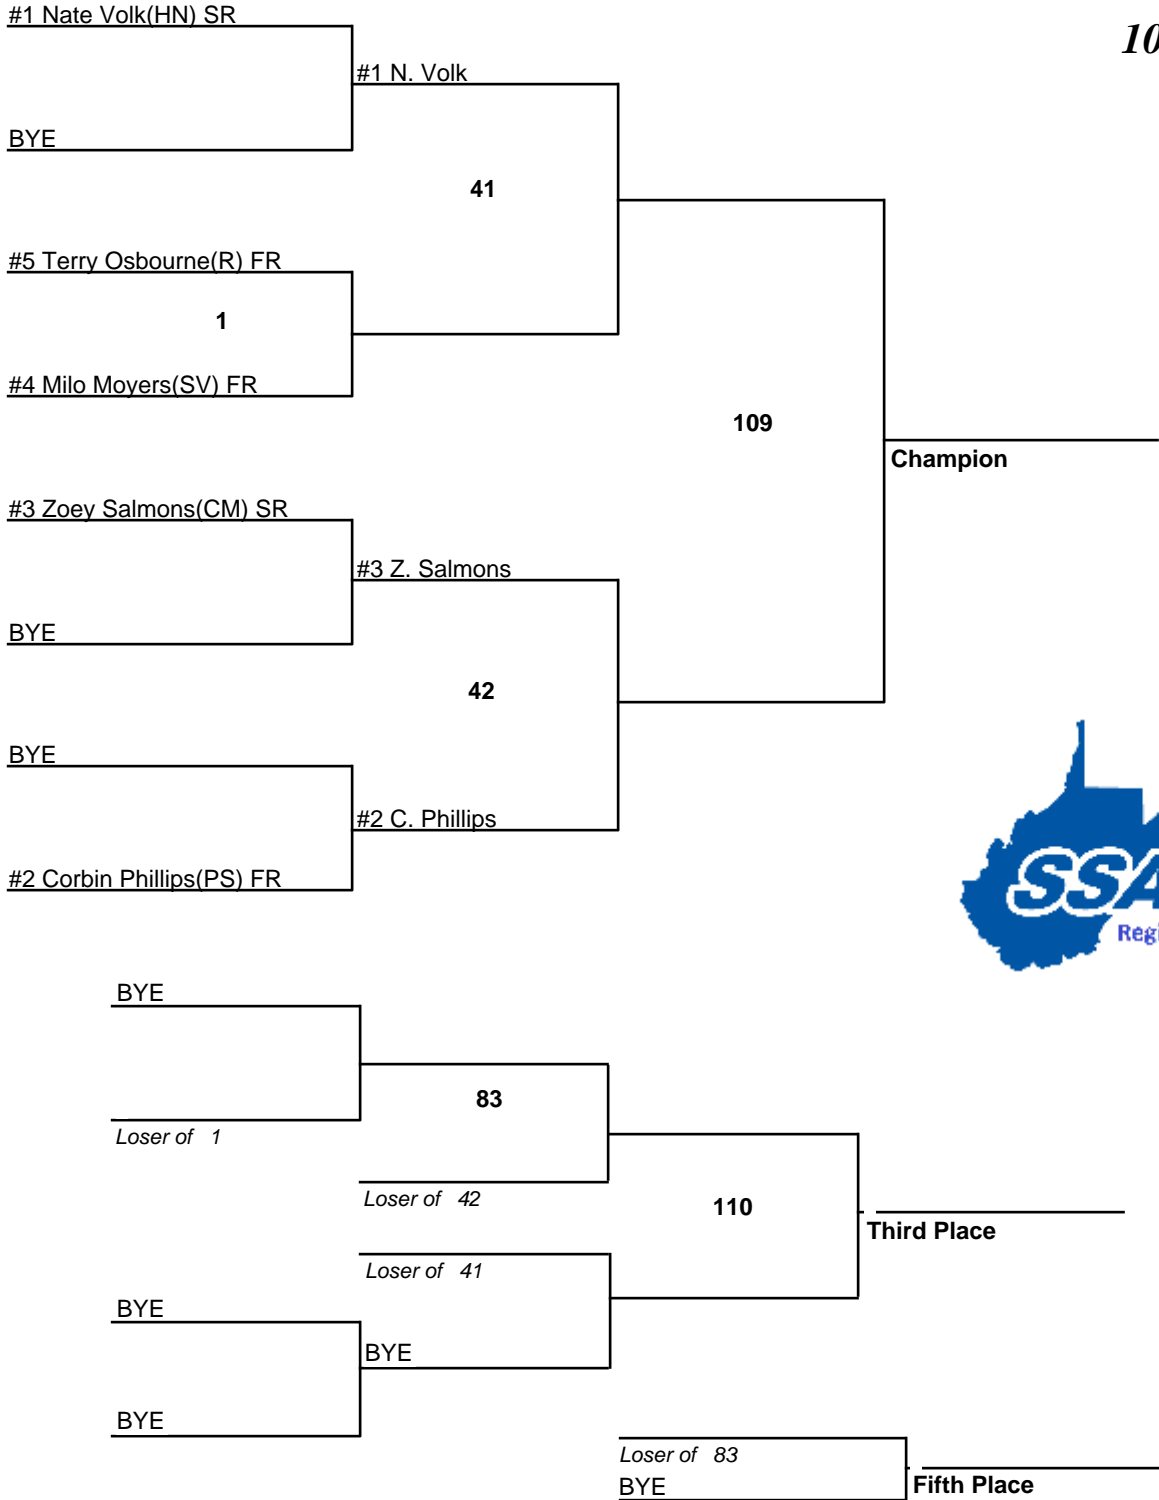 #1 Nate Volk(HN) SR
10
#1 N. Volk
BYE
41
#5 Terry Osbourne(R) FR
1
#4 Milo Moyers(SV) FR
109
Champion
#3 Zoey Salmons(CM) SR
#3 Z. Salmons
BYE
42
BYE
#2 C. Phillips
#2 Corbin Phillips(PS) FR
SSA
Regi
BYE
83
Loser of 1
Loser of 42
110
Third Place
Loser of 41
BYE
BYE
BYE
Loser of 83
BYE
Fifth Place